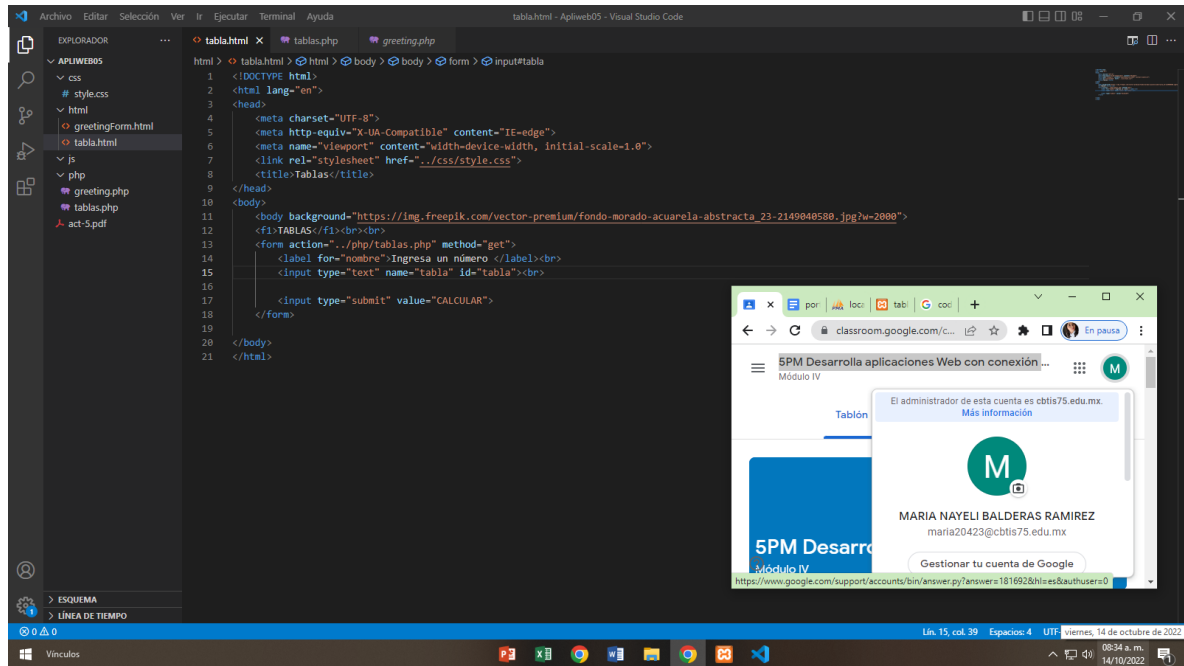 Archivo Editar Selección Ver Ir Ejecutar Terminal Ayuda
tabla.html - Apliweb05 - Visual Studio Code
EXPLORADOR ...
APLIWEB05
css
# style.css
html
<> greetingForm.html
<> tabla.html
js
php
greeting.php
tablas.php
act-5.pdf
ESQUEMA
LÍNEA DE TIEMPO
<> tabla.html tablas.php greeting.php
html > <> tabla.html > html > body > body > form > input#tabla
1 <!DOCTYPE html>
2 <html lang="en">
3 <head>
4 <meta charset="UTF-8">
5 <meta http-equiv="X-UA-Compatible" content="IE=edge">
6 <meta name="viewport" content="width=device-width, initial-scale=1.0">
7 <link rel="stylesheet" href="../css/style.css">
8 <title>Tablas</title>
9 </head>
10 <body>
11 <body background="https://img.freepik.com/vector-premium/fondo-morado-acuarela-abstracta_23-2149040580.jpg?w=2000">
12 <f1>TABLAS</f1><br><br>
13 <form action="../php/tablas.php" method="get">
14 <label for="nombre">Ingresa un número </label><br>
15 <input type="text" name="tabla" id="tabla"><br>
16
17 <input type="submit" value="CALCULAR">
18 </form>
19
20 </body>
21 </html>
por loca tabl cod
classroom.google.com/c... En pausa
5PM Desarrolla aplicaciones Web con conexión ...
Módulo IV
M
Tablón
El administrador de esta cuenta es cbtis75.edu.mx.
Más información
M
MARIA NAYELI BALDERAS RAMIREZ
maria20423@cbtis75.edu.mx
Gestionar tu cuenta de Google
5PM Desarro
Módulo IV
https://www.google.com/support/accounts/bin/answer.py?answer=181692&hl=es&authuser=0
0 0
Lín. 15, col. 39 Espacios: 4 UTF-
viernes, 14 de octubre de 2022
Vínculos
08:34 a. m.
14/10/2022